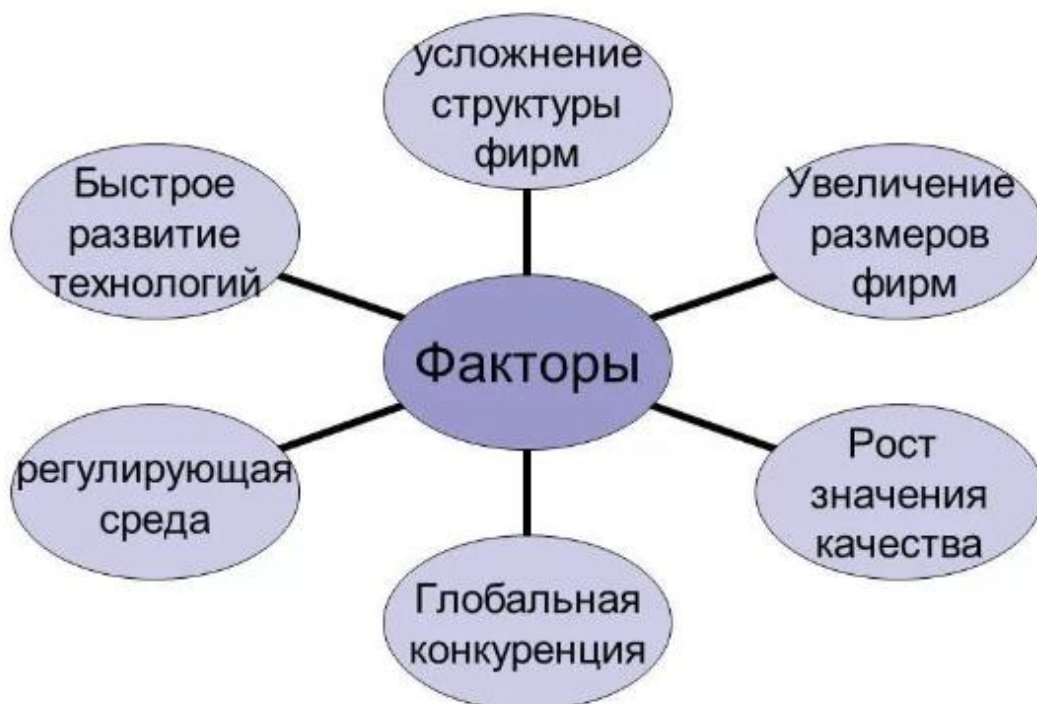 усложнение
структуры
фирм
Быстрое
развитие
технологий
Увеличение
размеров
фирм
Факторы
регулирующая
среда
Рост
значения
качества
Глобальная
конкуренция